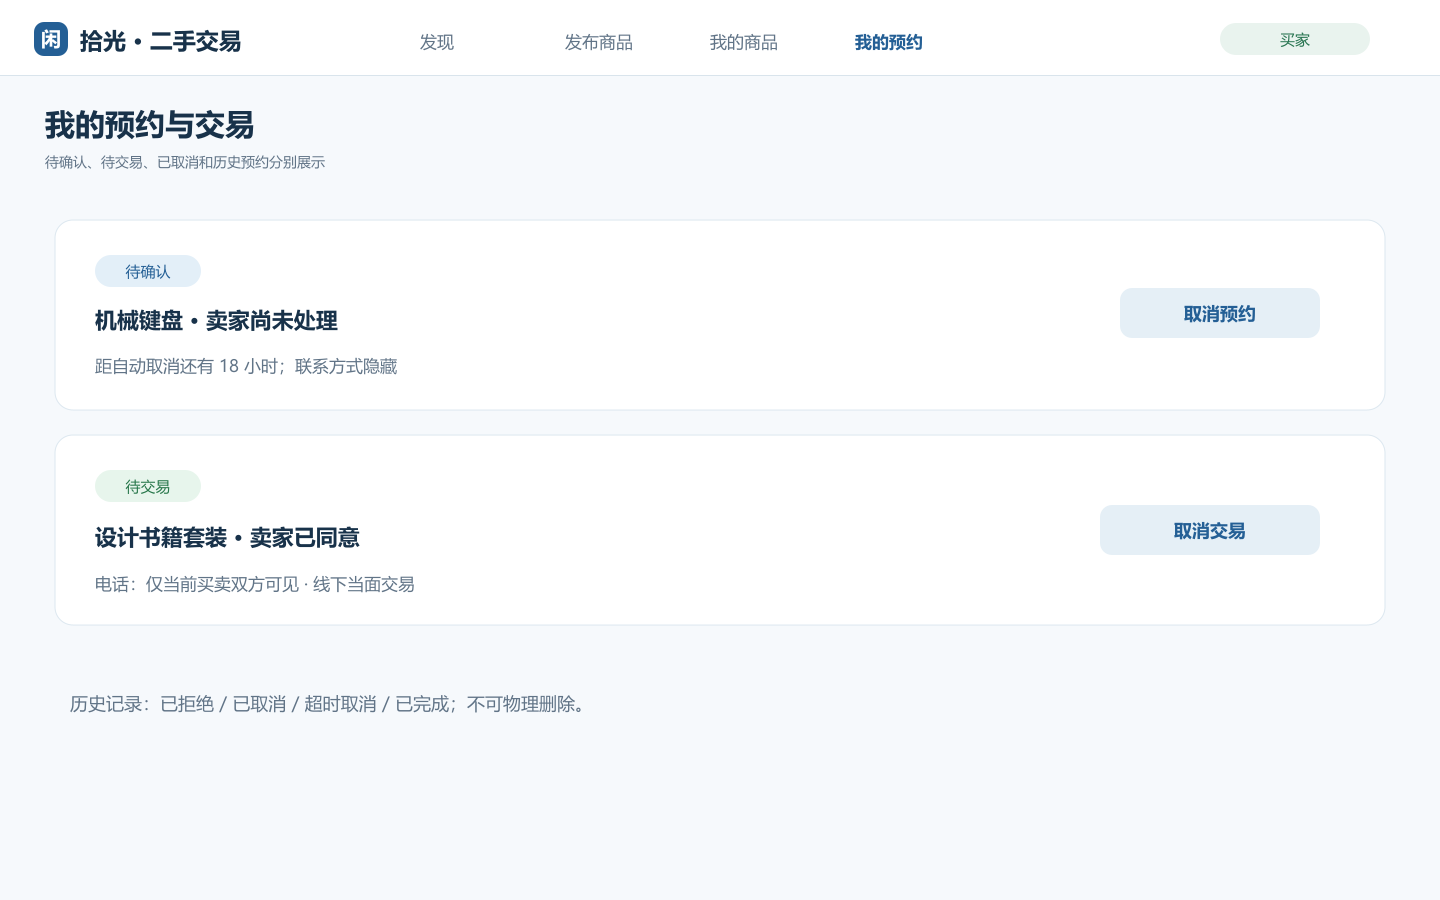 闲 拾光・二手交易 发现 发布商品 我的商品 我的预约 买家
我的预约与交易
待确认、待交易、已取消和历史预约分别展示
待确认
机械键盘・卖家尚未处理
取消预约
距自动取消还有 18 小时；联系方式隐藏
待交易
设计书籍套装・卖家已同意
取消交易
电话：仅当前买卖双方可见 · 线下当面交易
历史记录：已拒绝 / 已取消 / 超时取消 / 已完成；不可物理删除。